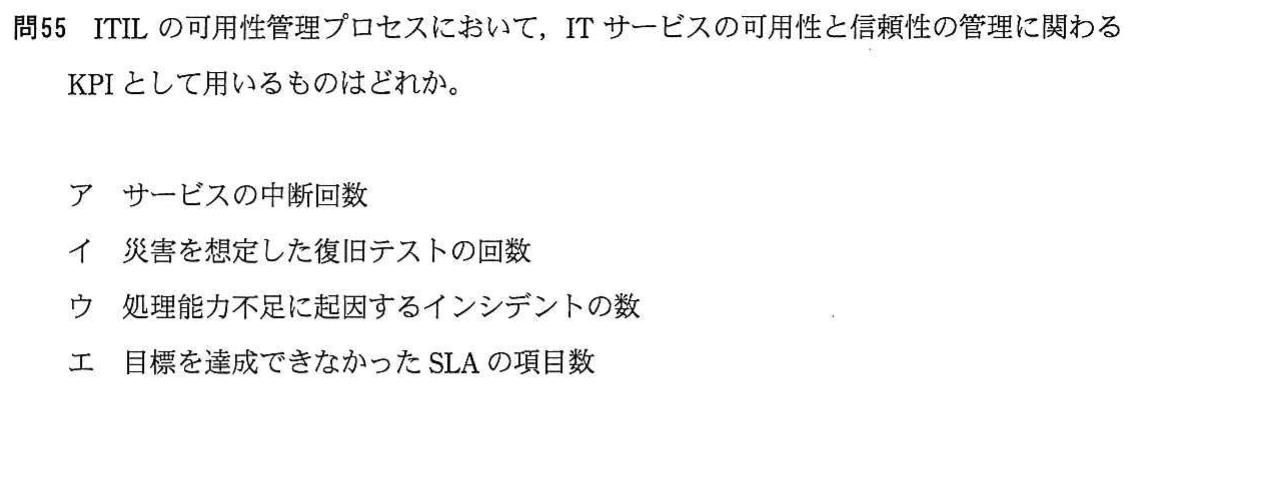 問55 ITIL の可用性管理プロセスにおいて，IT サービスの可用性と信頼性の管理に関わる
KPI として用いるものはどれか。
ア サービスの中断回数
イ 災害を想定した復旧テストの回数
ウ 処理能力不足に起因するインシデントの数
エ 目標を達成できなかった SLA の項目数